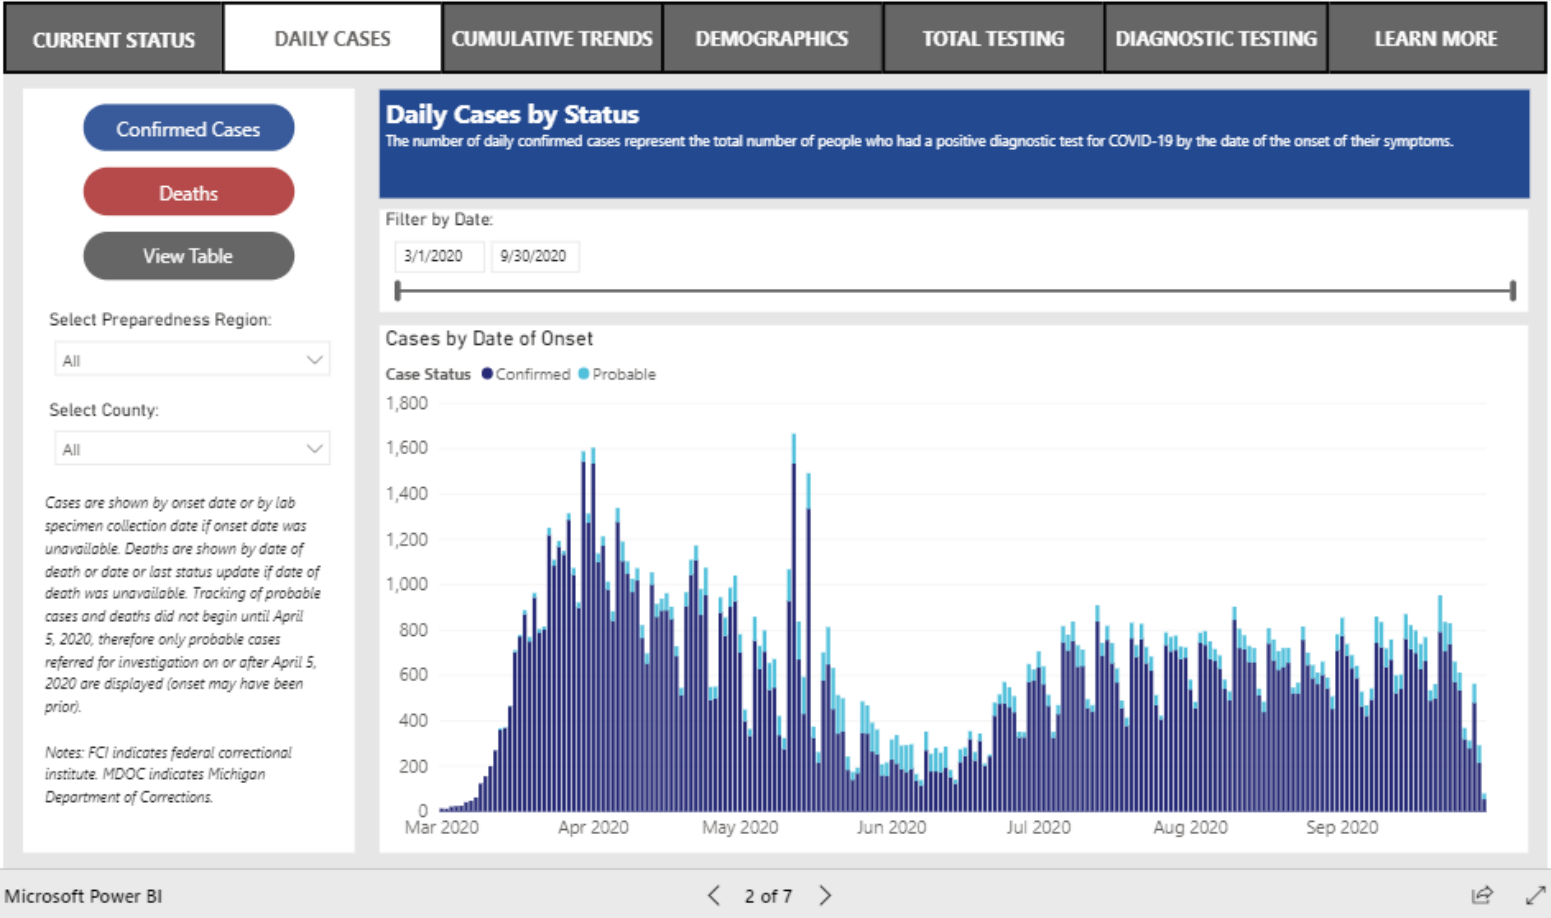 CURRENT STATUS
DAILY CASES
CUMULATIVE TRENDS
DEMOGRAPHICS
TOTAL TESTING
DIAGNOSTIC TESTING
LEARN MORE
Confirmed Cases
Deaths
View Table
Select Preparedness Region:
All
Select County:
All
Cases are shown by onset date or by lab
specimen collection date if onset date was
unavailable. Deaths are shown by date of
death or date or last status update if date of
death was unavailable. Tracking of probable
cases and deaths did not begin until April
5, 2020, therefore only probable cases
referred for investigation on or after April 5,
2020 are displayed (onset may have been
prior).
Notes: FCI indicates federal correctional
institute. MDOC indicates Michigan
Department of Corrections.
Daily Cases by Status
The number of daily confirmed cases represent the total number of people who had a positive diagnostic test for COVID-19 by the date of the onset of their symptoms.
Filter by Date:
3/1/2020 9/30/2020
Cases by Date of Onset
Case Status Confirmed Probable
1,800
1,600
1,400
1,200
1,000
800
600
400
200
0
Mar 2020 Apr 2020 May 2020 Jun 2020 Jul 2020 Aug 2020 Sep 2020
Microsoft Power BI
2 of 7